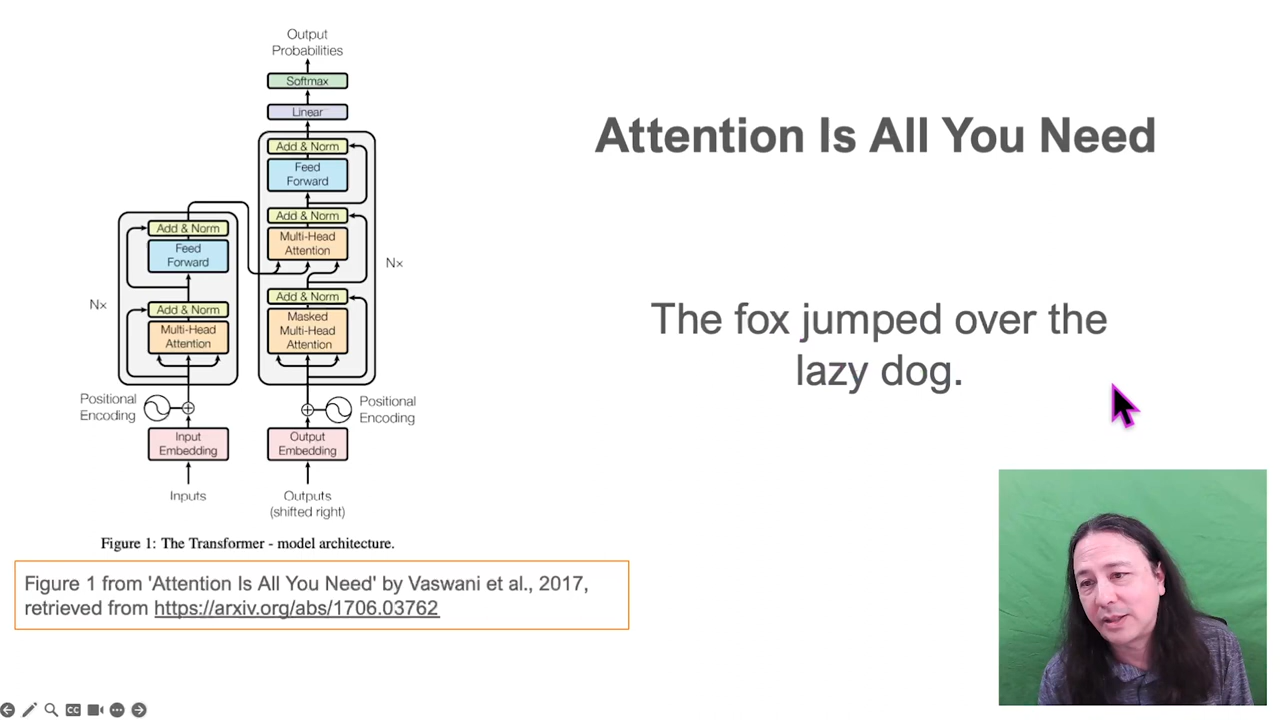 Output
Probabilities
Softmax
Linear
Add & Norm
Feed
Forward
Add & Norm
Multi-Head
Attention
Nx
Add & Norm
Masked
Multi-Head
Attention
Positional
Encoding
Output
Embedding
Outputs
(shifted right)
Add & Norm
Feed
Forward
Nx
Add & Norm
Multi-Head
Attention
Positional
Encoding
Input
Embedding
Inputs
Figure 1: The Transformer - model architecture.
Figure 1 from 'Attention Is All You Need' by Vaswani et al., 2017,
retrieved from https://arxiv.org/abs/1706.03762
Attention Is All You Need
The fox jumped over the
lazy dog.
CC